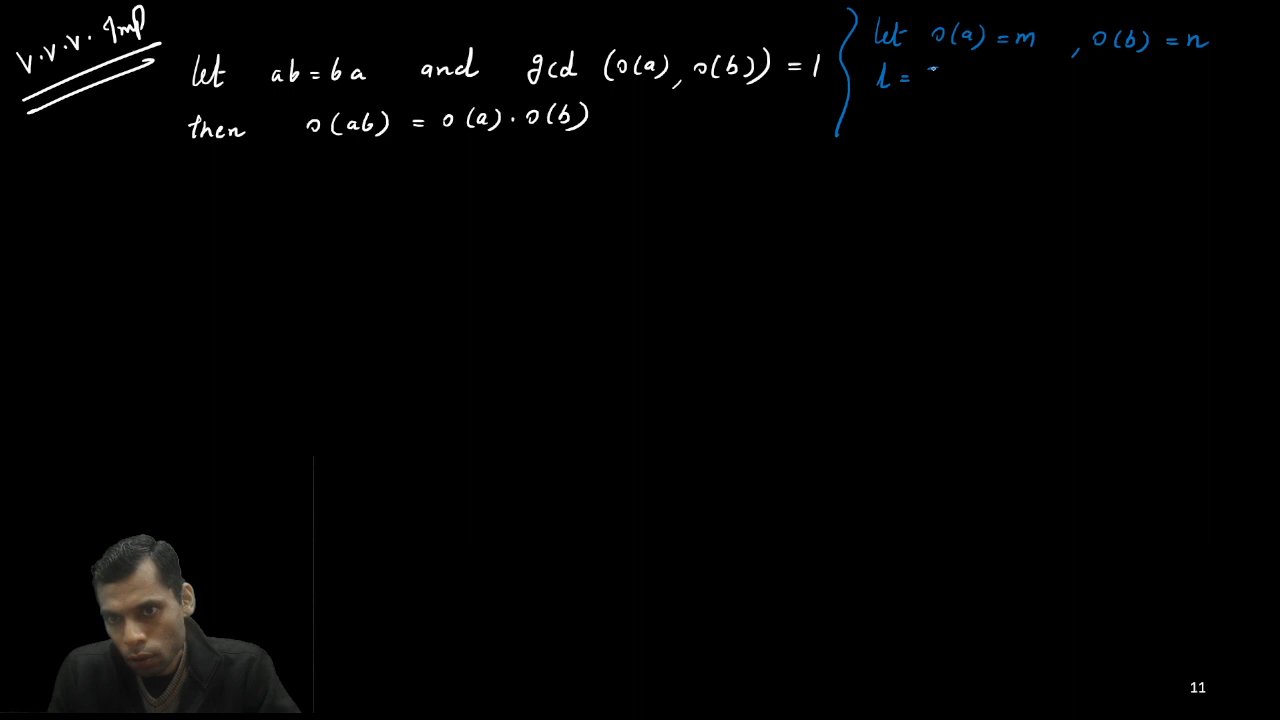 V.V.V. Imp
let ab = ba and gcd (o(a), o(b)) = 1
then o(ab) = o(a) . o(b)
let o(a) = m , o(b) = n
l =
11